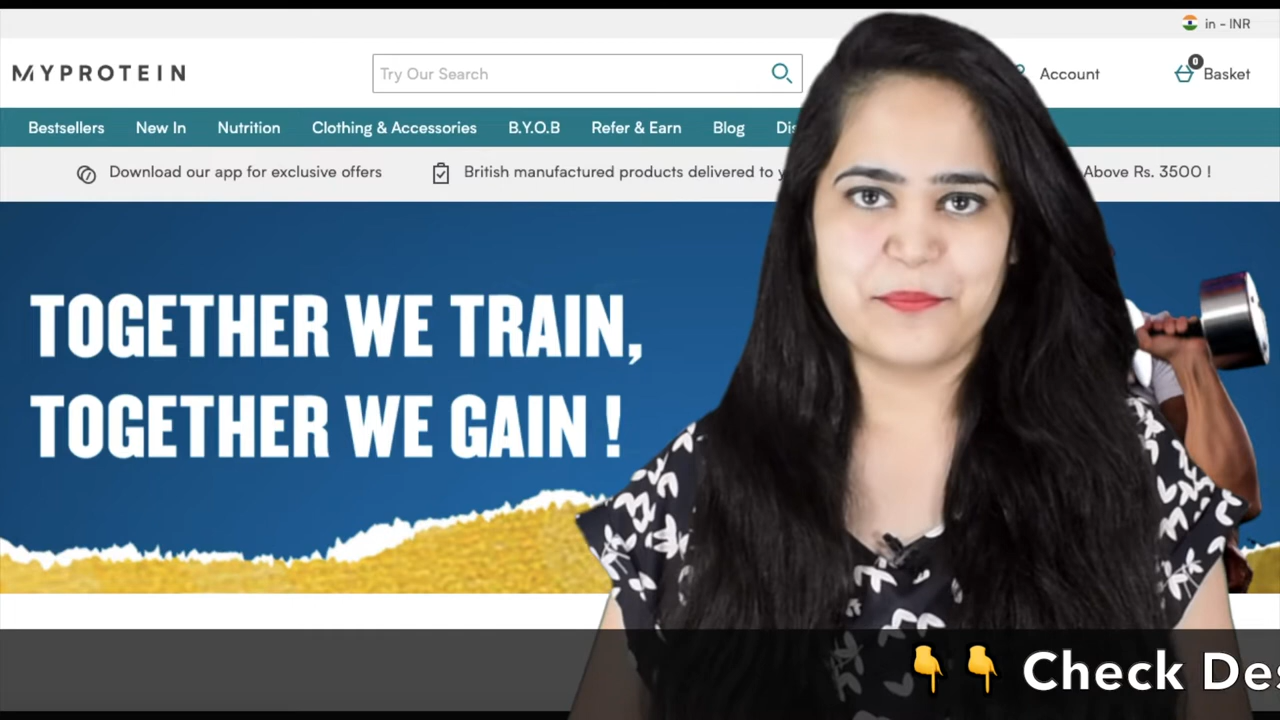 in - INR
MYPROTEIN
Try Our Search
Account
0
Basket
Bestsellers New In Nutrition Clothing & Accessories B.Y.O.B Refer & Earn Blog
Download our app for exclusive offers British manufactured products delivered to Above Rs. 3500 !
TOGETHER WE TRAIN,
TOGETHER WE GAIN !
👇 👇 Check